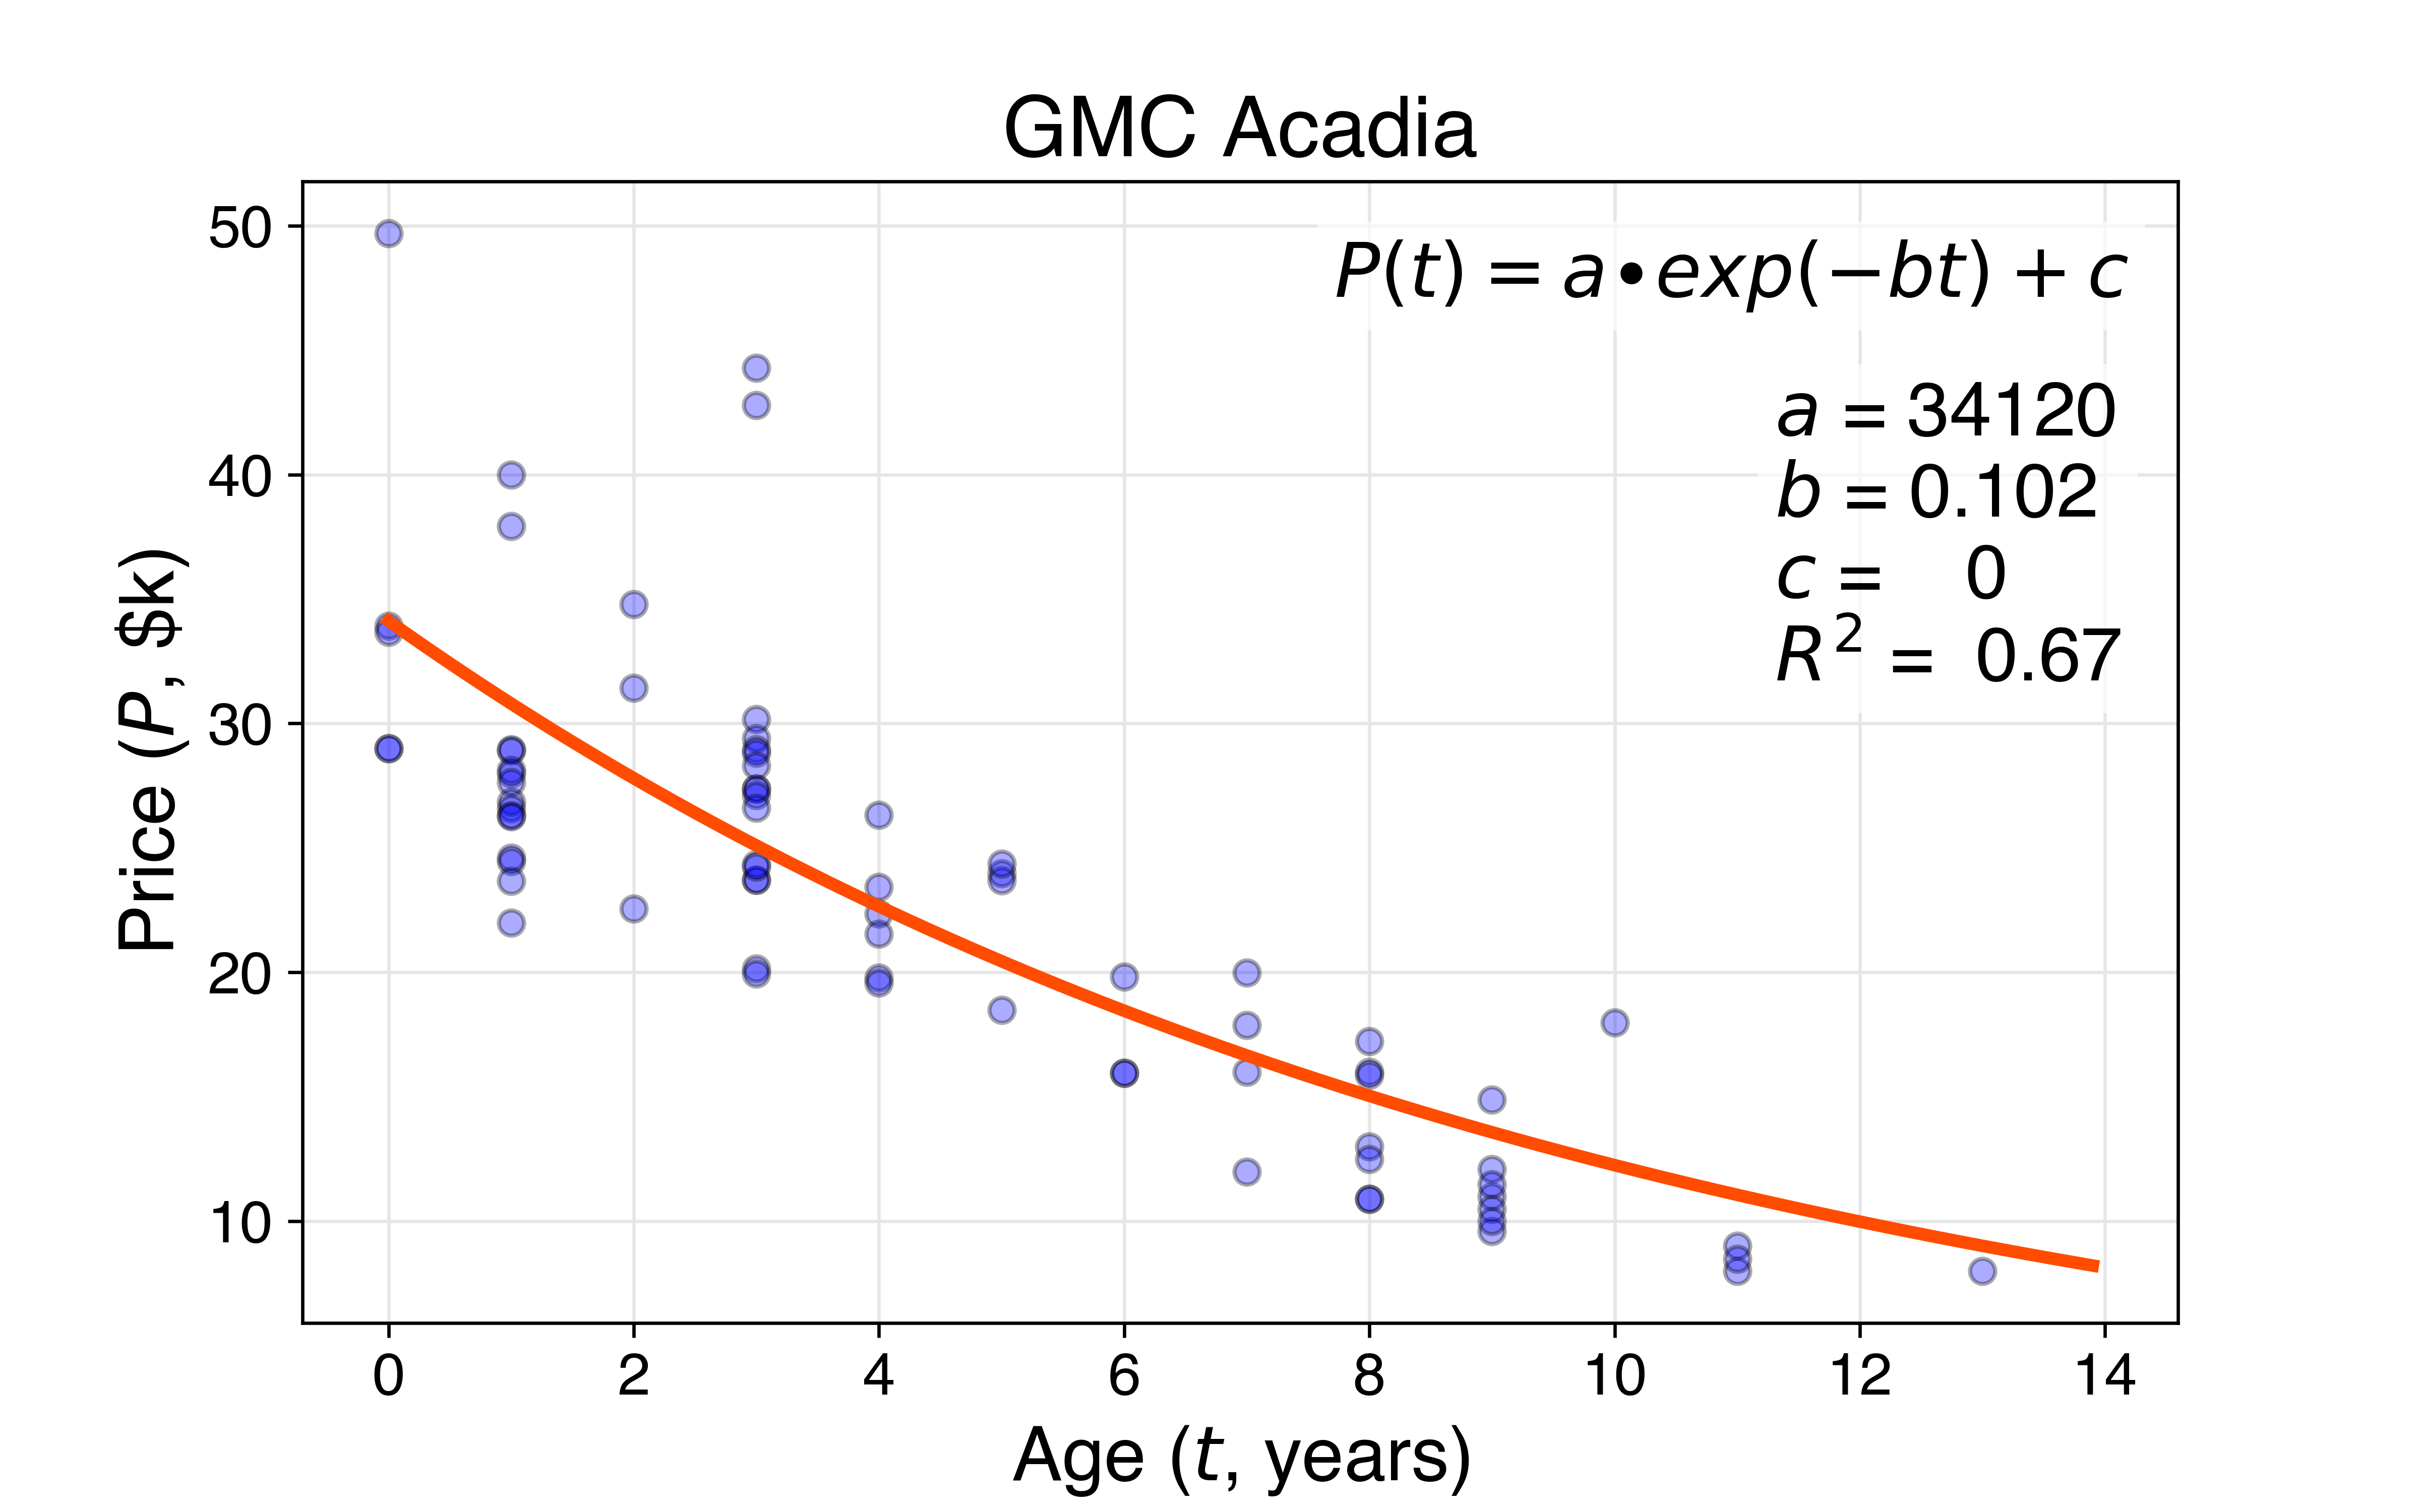 GMC Acadia
P(t) = a•exp(−bt) + c
a = 34120
b = 0.102
c = 0
R² = 0.67
Price (P, $k)
50
40
30
20
10
0 2 4 6 8 10 12 14
Age (t, years)